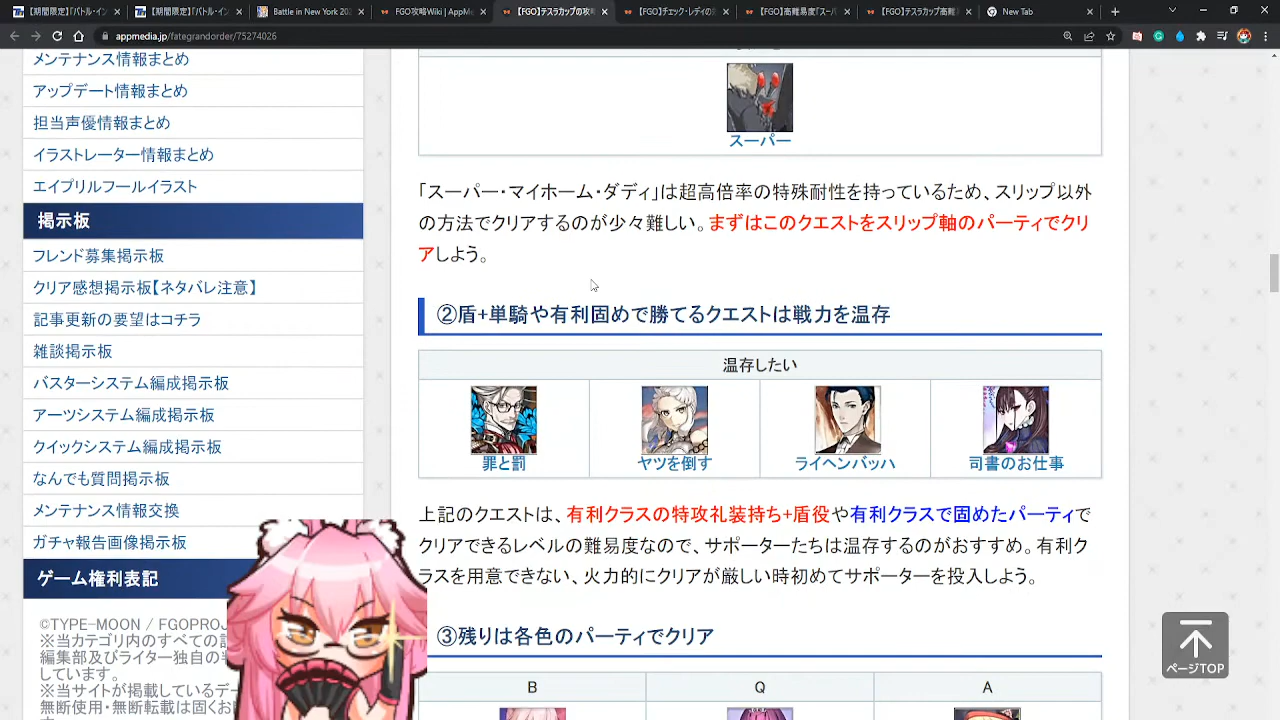 【期間限定】「バトル・イン・
【期間限定】「バトル・イン・
Battle in New York 202
FGO攻略Wiki | AppMe
【FGO】テスラカップの攻略
【FGO】チェック・レディの
【FGO】高難易度「スーパ
【FGO】テスラカップ高難
New Tab
appmedia.jp/fategrandorder/75274026
メンテナンス情報まとめ
アップデート情報まとめ
担当声優情報まとめ
イラストレーター情報まとめ
エイプリルフールイラスト
掲示板
フレンド募集掲示板
クリア感想掲示板【ネタバレ注意】
記事更新の要望はコチラ
雑談掲示板
バスターシステム編成掲示板
アーツシステム編成掲示板
クイックシステム編成掲示板
なんでも質問掲示板
メンテナンス情報交換
ガチャ報告画像掲示板
ゲーム権利表記
©TYPE-MOON / FGOPROJ
※当カテゴリ内のすべての
編集部及びライター独自の
しています。
※当サイトが掲載しているデー
無断使用・無断転載は固くお
スーパー
「スーパー・マイホーム・ダディ」は超高倍率の特殊耐性を持っているため、スリップ以外
の方法でクリアするのが少々難しい。まずはこのクエストをスリップ軸のパーティでクリ
アしよう。
②盾+単騎や有利固めで勝てるクエストは戦力を温存
温存したい
罪と罰
ヤツを倒す
ライヘンバッハ
司書のお仕事
上記のクエストは、有利クラスの特攻礼装持ち+盾役や有利クラスで固めたパーティで
クリアできるレベルの難易度なので、サポーターたちは温存するのがおすすめ。有利ク
ラスを用意できない、火力的にクリアが厳しい時初めてサポーターを投入しよう。
③残りは各色のパーティでクリア
B
Q
A
ページTOP